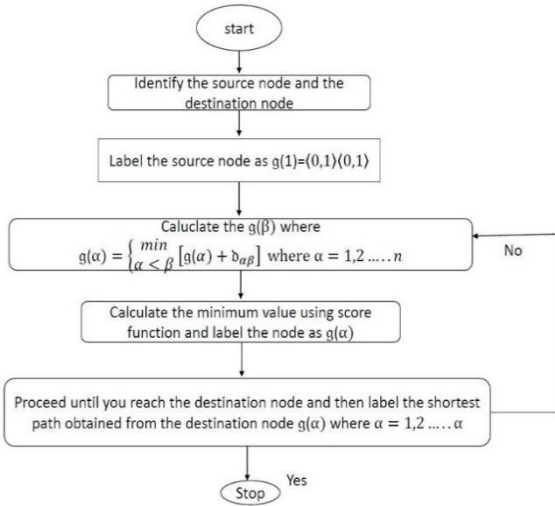 start
Identify the source node and the
destination node
Label the source node as g(1)=⟨0,1⟩⟨0,1⟩
Caluclate the g(β) where
g(α) = { min α < β [g(α) + 𝔡αβ] where α = 1,2 ..... n
No
Calculate the minimum value using score
function and label the node as g(α)
Proceed until you reach the destination node and then label the shortest
path obtained from the destination node g(α) where α = 1,2 ..... α
Yes
Stop